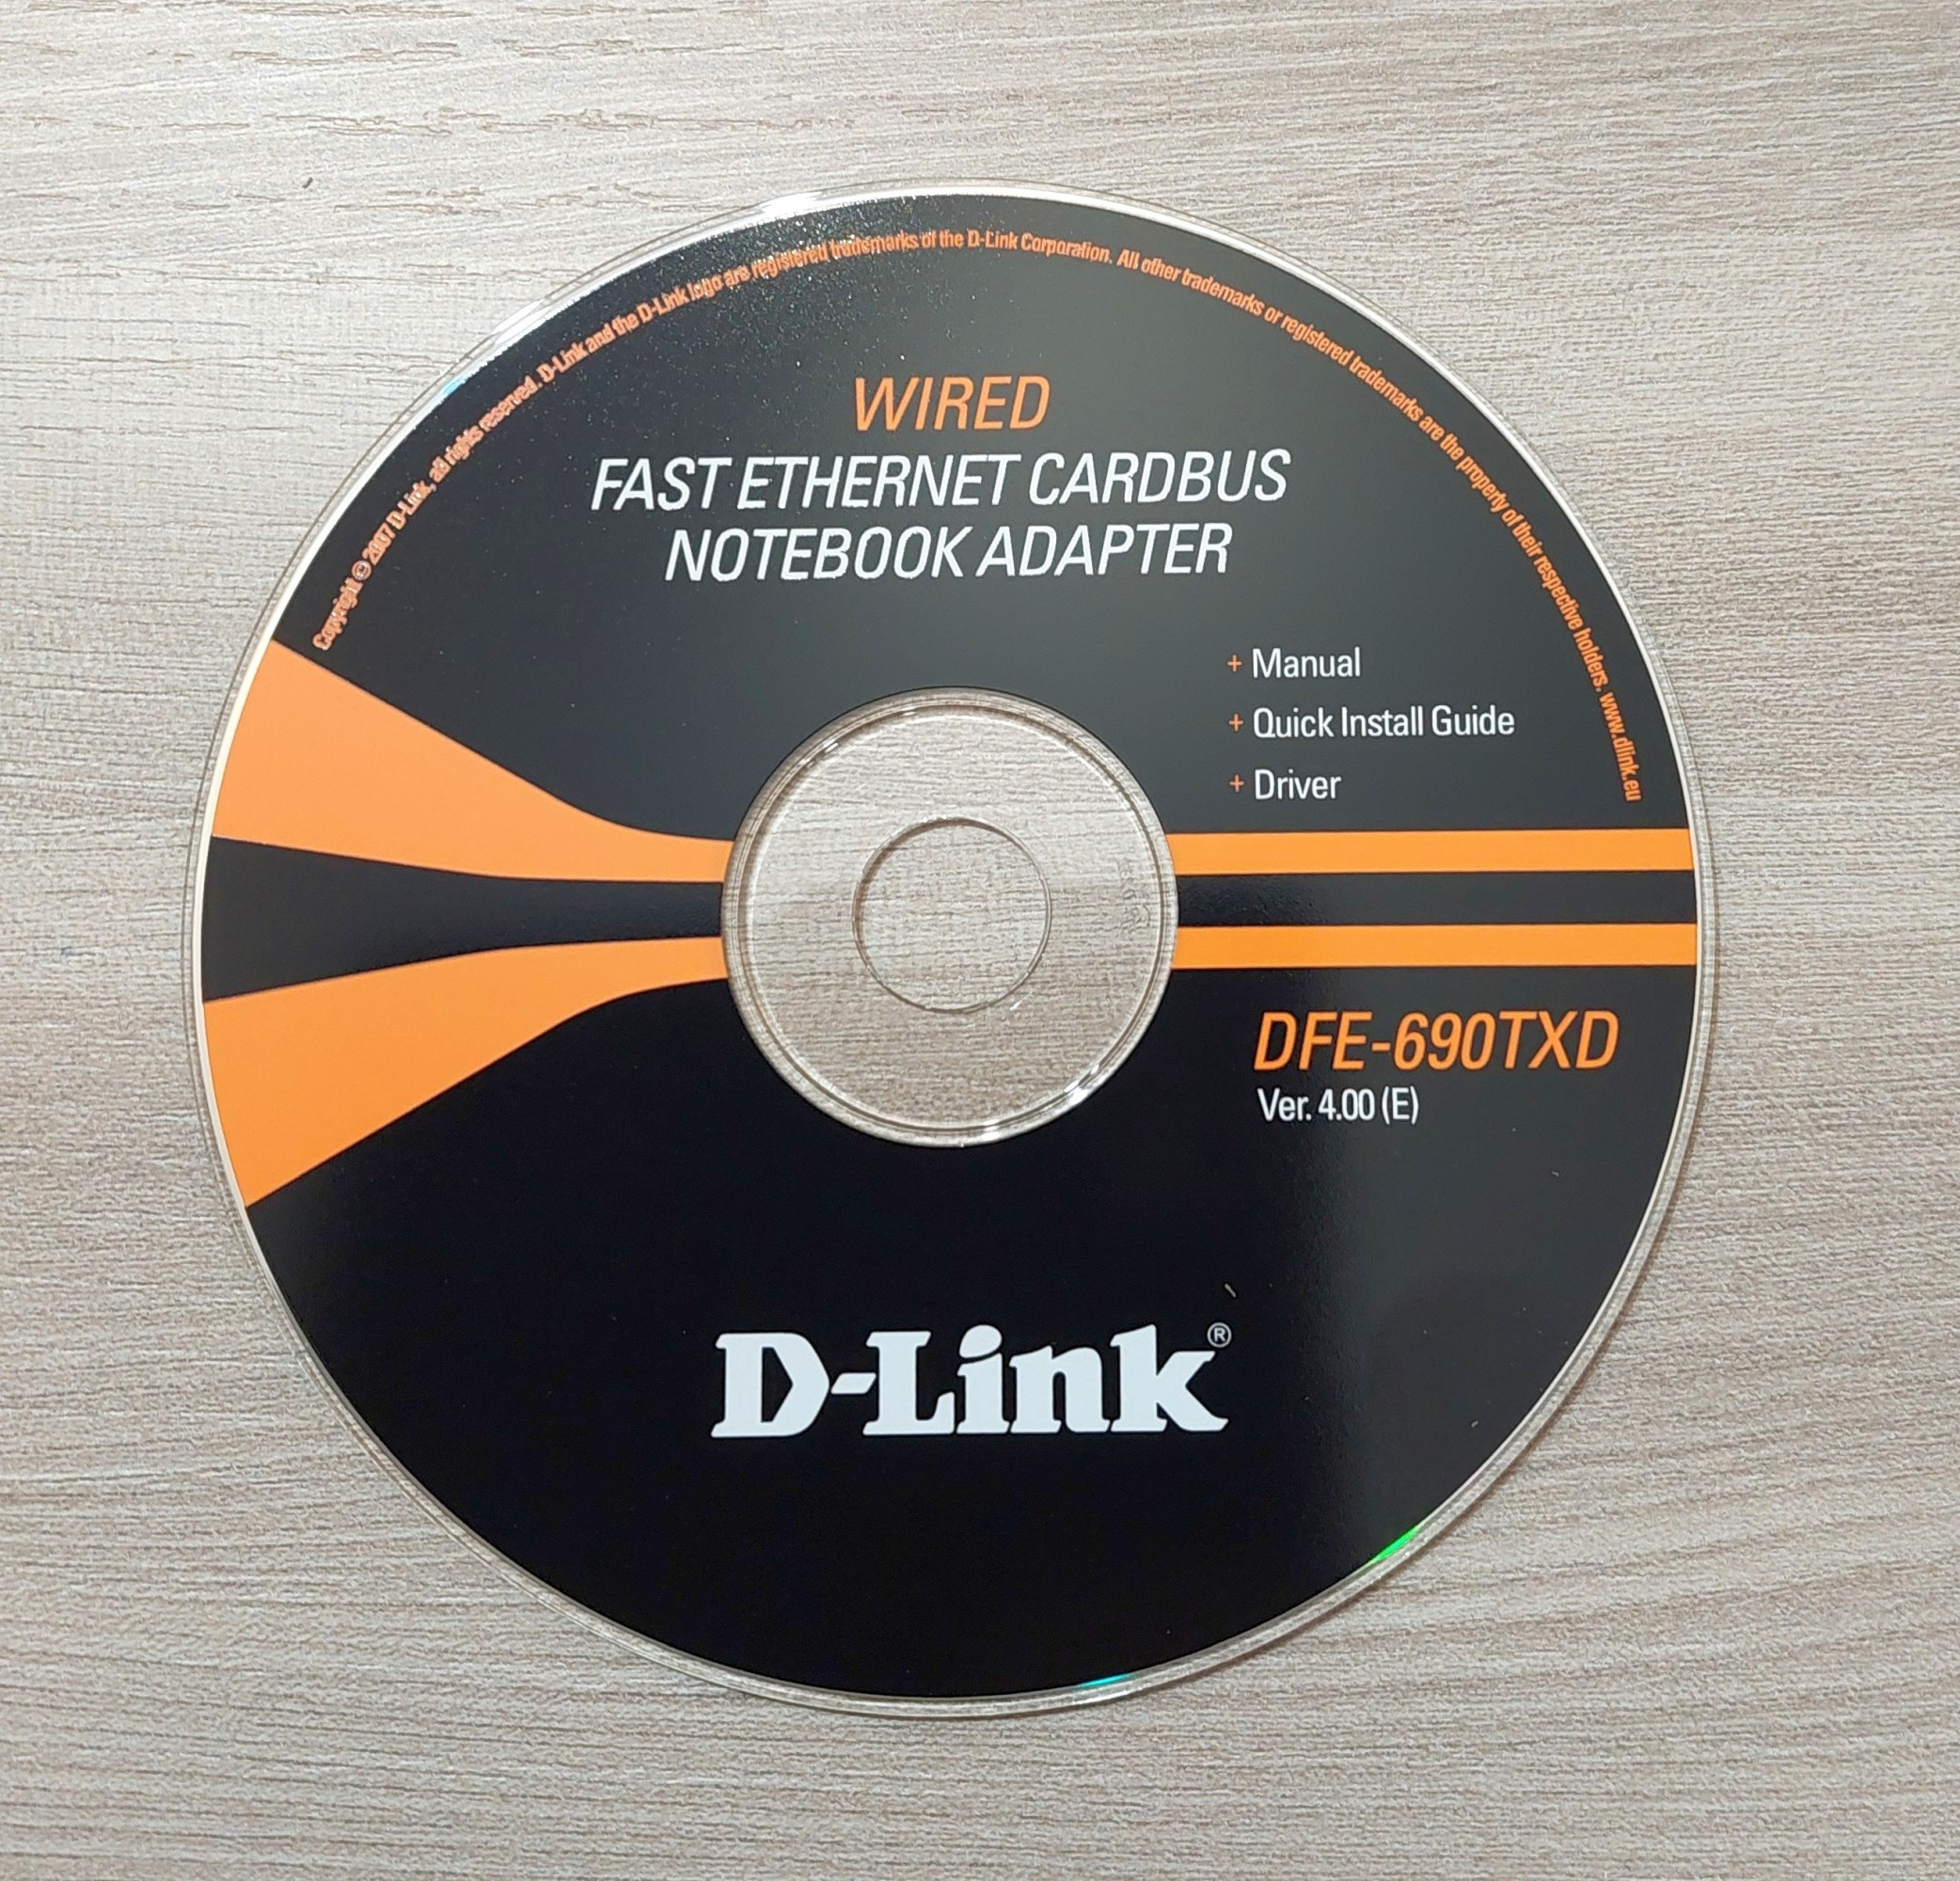 Copyright © 2007 D-Link, all rights reserved. D-Link and the D-Link logo are registered trademarks of the D-Link Corporation. All other trademarks or registered trademarks are the property of their respective holders. www.dlink.eu
WIRED
FAST ETHERNET CARDBUS
NOTEBOOK ADAPTER
+ Manual
+ Quick Install Guide
+ Driver
DFE-690TXD
Ver. 4.00 (E)
D-Link®